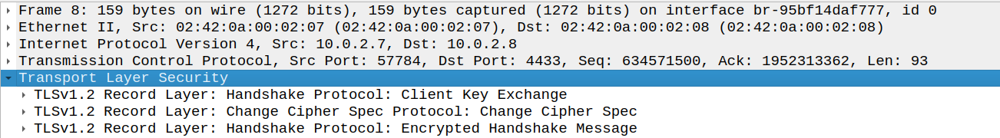 Frame 8: 159 bytes on wire (1272 bits), 159 bytes captured (1272 bits) on interface br-95bf14daf777, id 0
Ethernet II, Src: 02:42:0a:00:02:07 (02:42:0a:00:02:07), Dst: 02:42:0a:00:02:08 (02:42:0a:00:02:08)
Internet Protocol Version 4, Src: 10.0.2.7, Dst: 10.0.2.8
Transmission Control Protocol, Src Port: 57784, Dst Port: 4433, Seq: 634571500, Ack: 1952313362, Len: 93
Transport Layer Security
TLSv1.2 Record Layer: Handshake Protocol: Client Key Exchange
TLSv1.2 Record Layer: Change Cipher Spec Protocol: Change Cipher Spec
TLSv1.2 Record Layer: Handshake Protocol: Encrypted Handshake Message